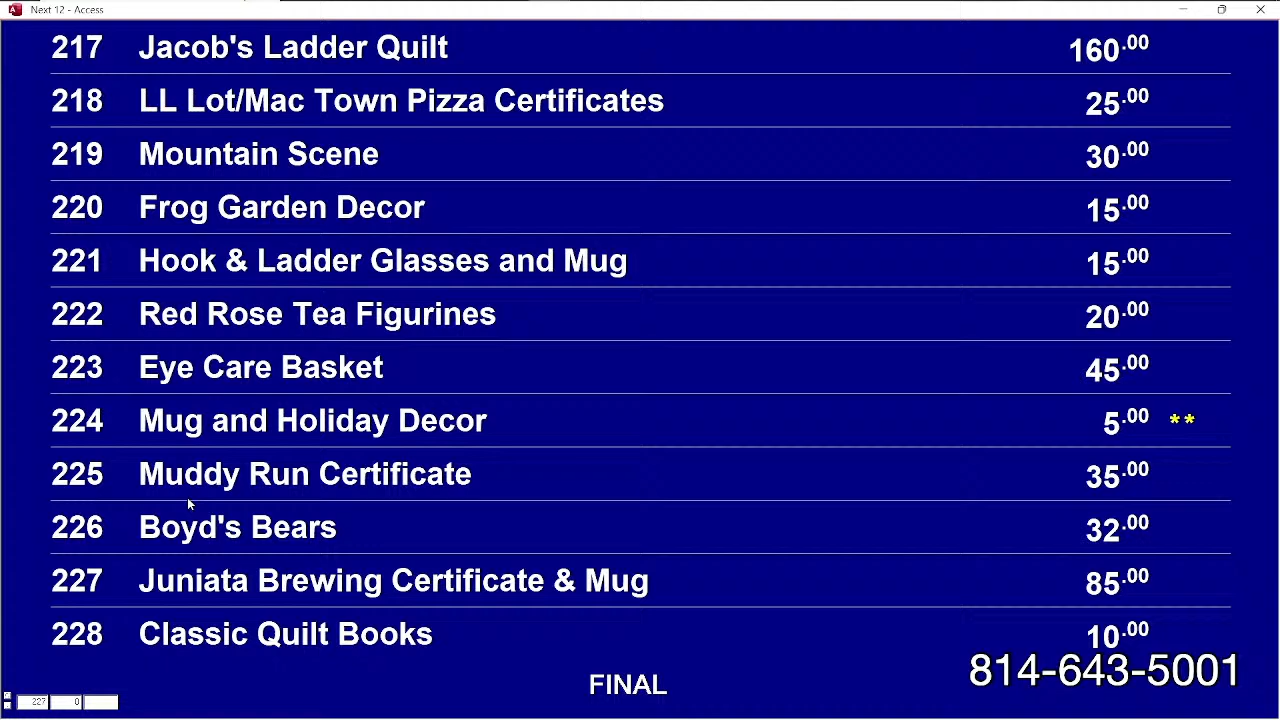 Next 12 - Access
217 Jacob's Ladder Quilt 160.00
218 LL Lot/Mac Town Pizza Certificates 25.00
219 Mountain Scene 30.00
220 Frog Garden Decor 15.00
221 Hook & Ladder Glasses and Mug 15.00
222 Red Rose Tea Figurines 20.00
223 Eye Care Basket 45.00
224 Mug and Holiday Decor 5.00 **
225 Muddy Run Certificate 35.00
226 Boyd's Bears 32.00
227 Juniata Brewing Certificate & Mug 85.00
228 Classic Quilt Books 10.00
814-643-5001
FINAL
227 0